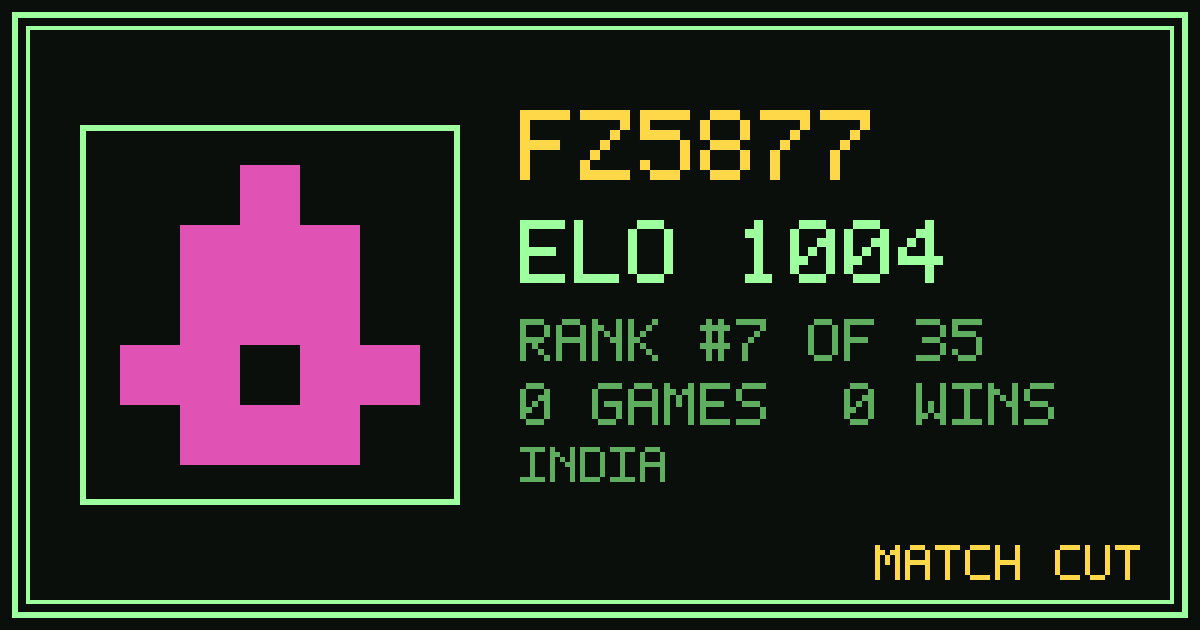 FZ5877
ELO 1004
RANK #7 OF 35
0 GAMES  0 WINS
INDIA
MATCH CUT